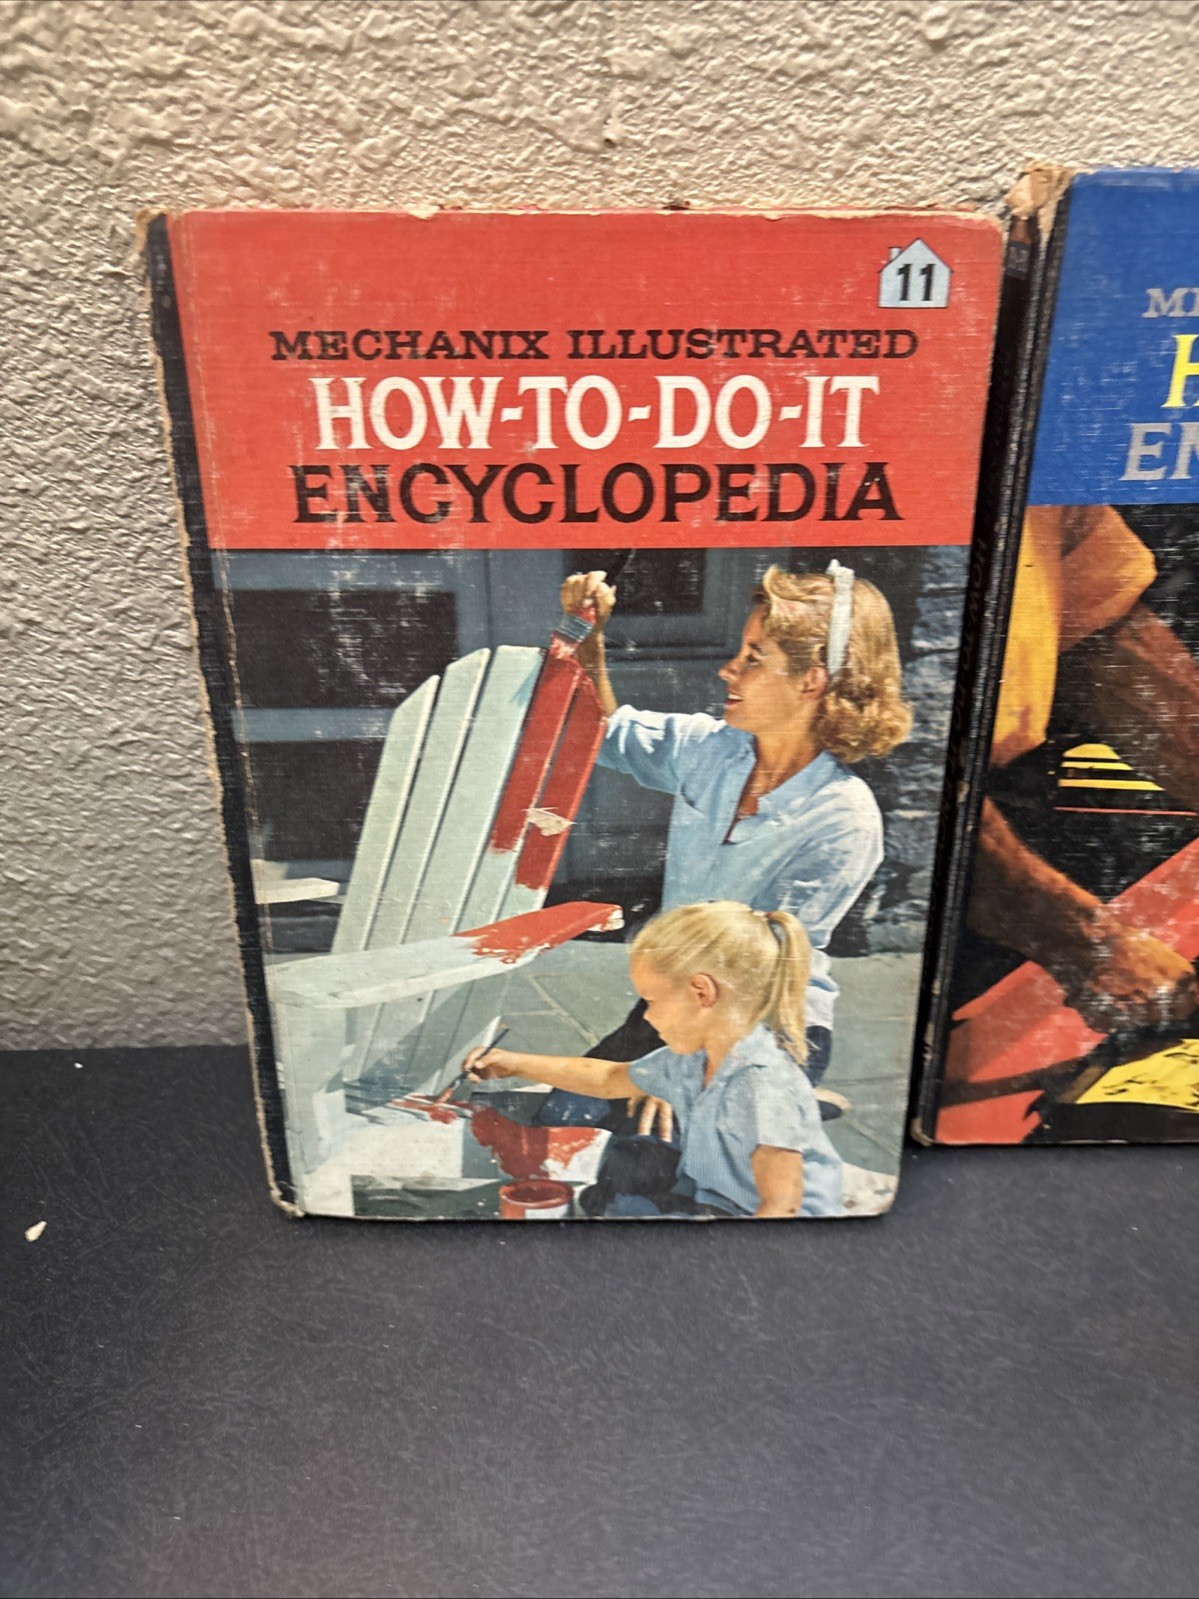 11
MECHANIX ILLUSTRATED
HOW-TO-DO-IT
ENCYCLOPEDIA